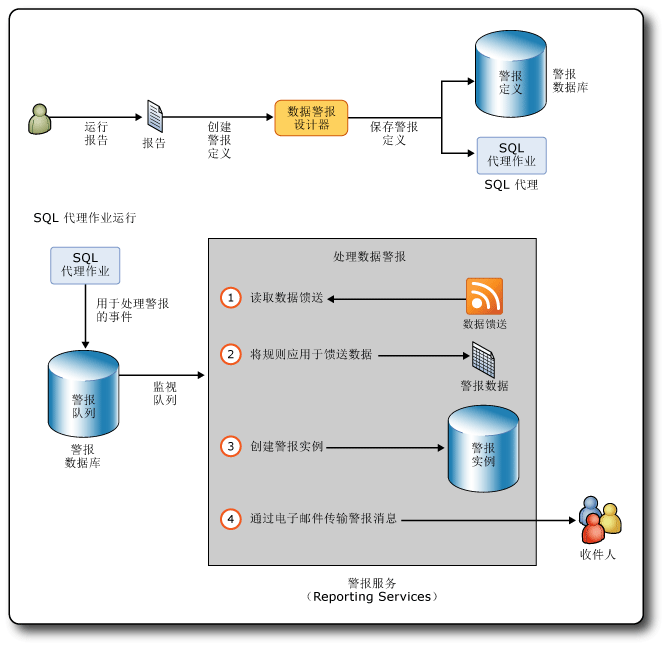 运行
报告
报告
创建
警报
定义
数据警报
设计器
保存警报
定义
警报
定义
警报
数据库
SQL
代理作业
SQL 代理
SQL 代理作业运行
SQL
代理作业
用于处理警报
的事件
警报
队列
警报
数据库
监视
队列
处理数据警报
1 读取数据馈送
数据馈送
2 将规则应用于馈送数据
警报数据
3 创建警报实例
警报
实例
4 通过电子邮件传输警报消息
收件人
警报服务
（Reporting Services）